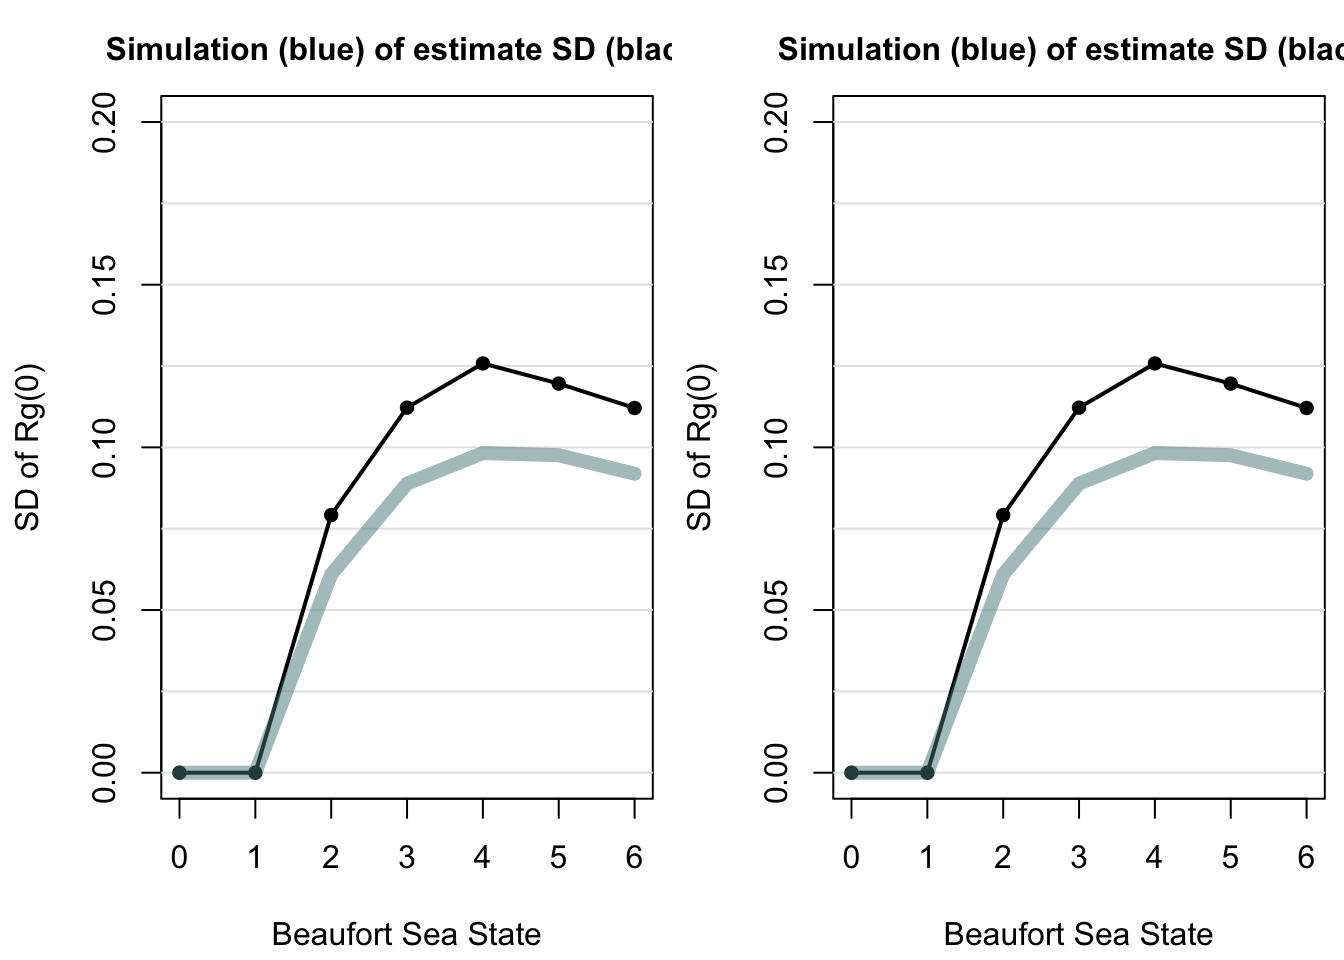 Simulation (blue) of estimate SD (blac
0.20
0.15
0.10
0.05
0.00
SD of Rg(0)
0 1 2 3 4 5 6
Beaufort Sea State
Simulation (blue) of estimate SD (blac
0.20
0.15
0.10
0.05
0.00
SD of Rg(0)
0 1 2 3 4 5 6
Beaufort Sea State